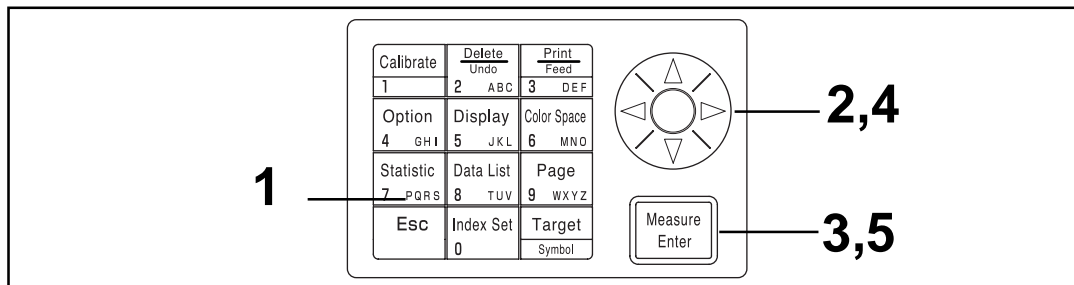 Calibrate
1
Delete
Undo
2 ABC
Print
Feed
3 DEF
Option
4 GHI
Display
5 JKL
Color Space
6 MNO
Statistic
7 PQRS
Data List
8 TUV
Page
9 WXYZ
Esc
Index Set
0
Target
Symbol
Measure
Enter
1
2,4
3,5